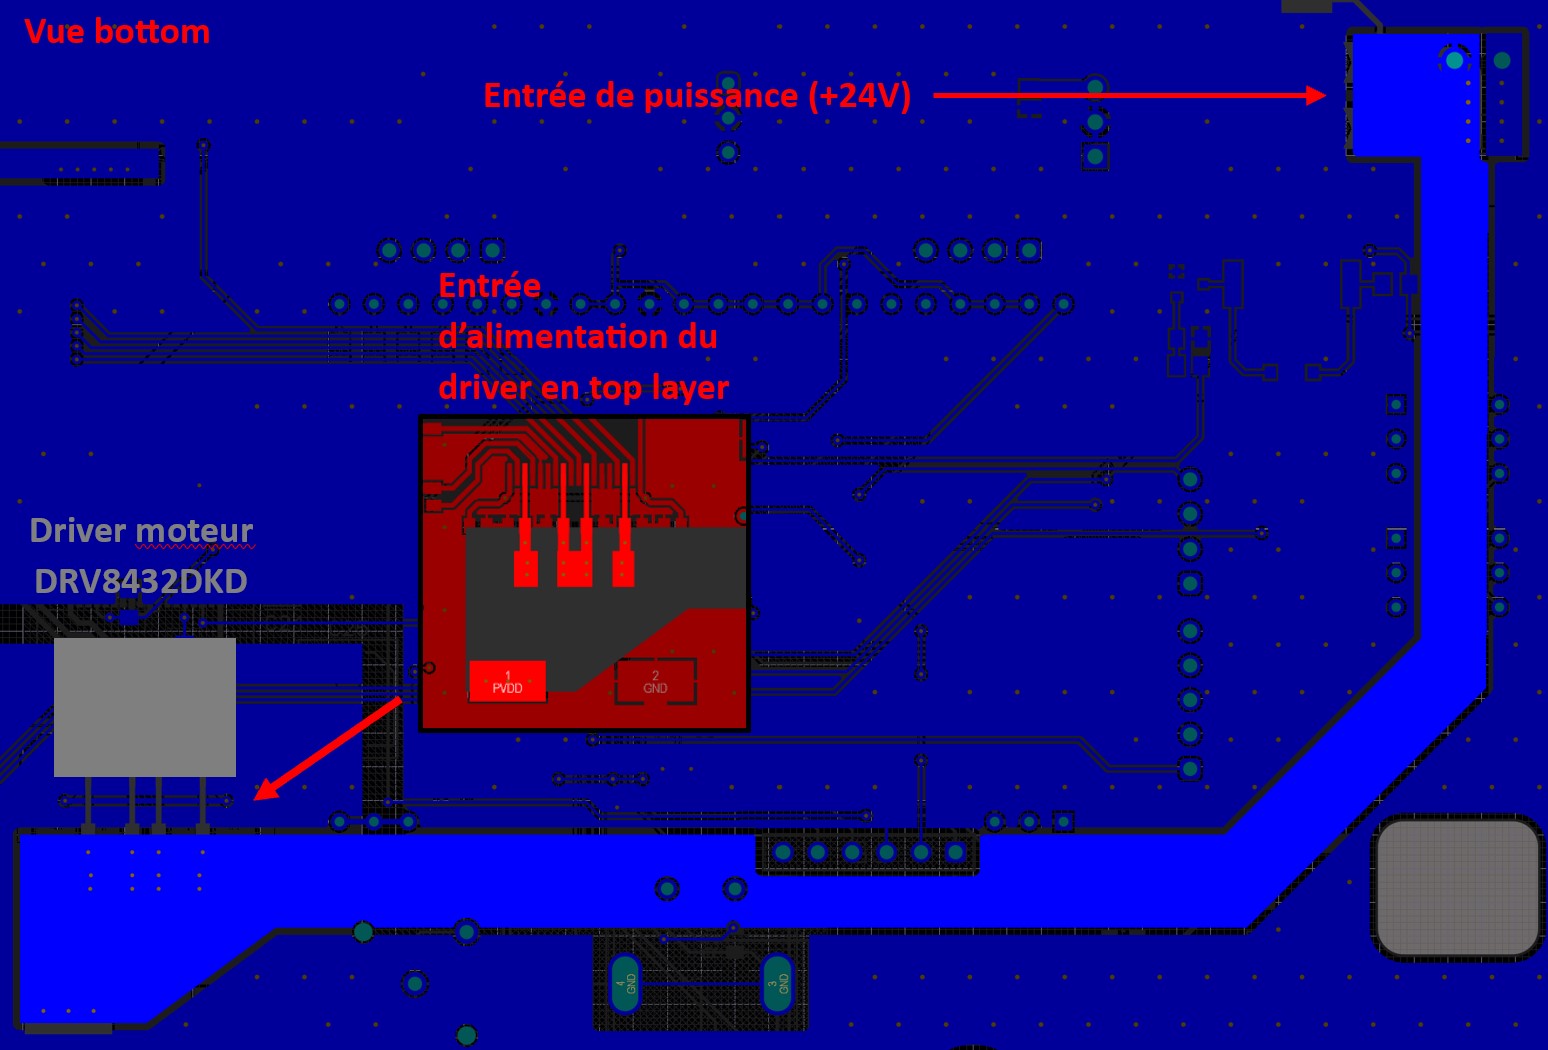 Vue bottom
Entrée de puissance (+24V)
Entrée
d’alimentation du
driver en top layer
Driver moteur
DRV8432DKD
1
PVDD
2
GND
4
GND
3
GND